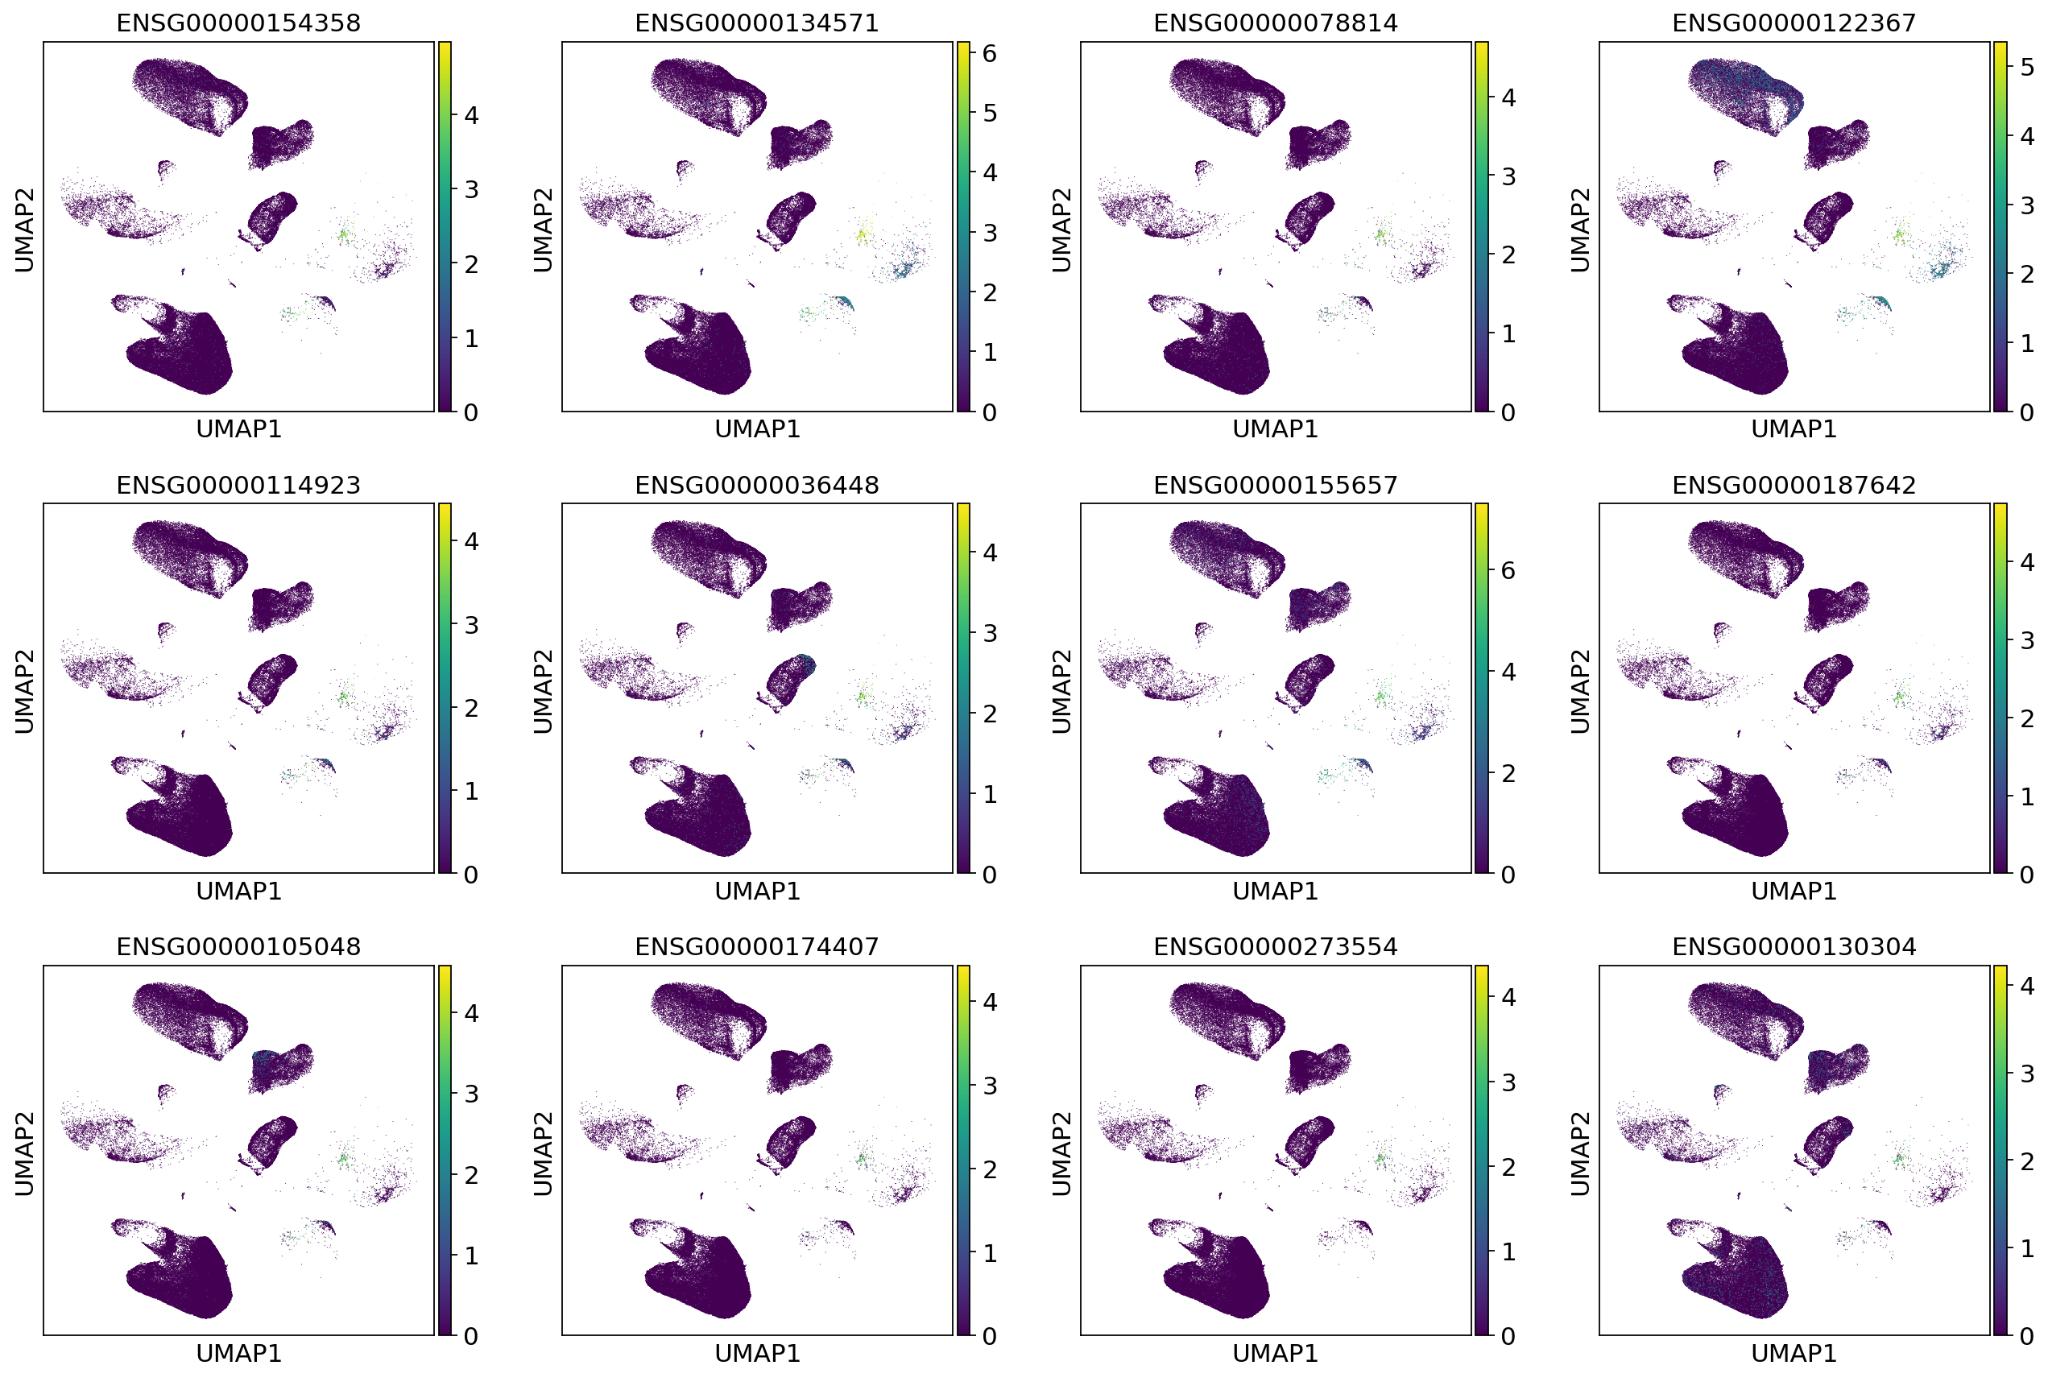 ENSG00000154358
ENSG00000134571
ENSG00000078814
ENSG00000122367
UMAP2
UMAP1
4
3
2
1
0
UMAP2
UMAP1
6
5
4
3
2
1
0
UMAP2
UMAP1
4
3
2
1
0
UMAP2
UMAP1
5
4
3
2
1
0
ENSG00000114923
ENSG00000036448
ENSG00000155657
ENSG00000187642
UMAP2
UMAP1
4
3
2
1
0
UMAP2
UMAP1
4
3
2
1
0
UMAP2
UMAP1
6
4
2
0
UMAP2
UMAP1
4
3
2
1
0
ENSG00000105048
ENSG00000174407
ENSG00000273554
ENSG00000130304
UMAP2
UMAP1
4
3
2
1
0
UMAP2
UMAP1
4
3
2
1
0
UMAP2
UMAP1
4
3
2
1
0
UMAP2
UMAP1
4
3
2
1
0